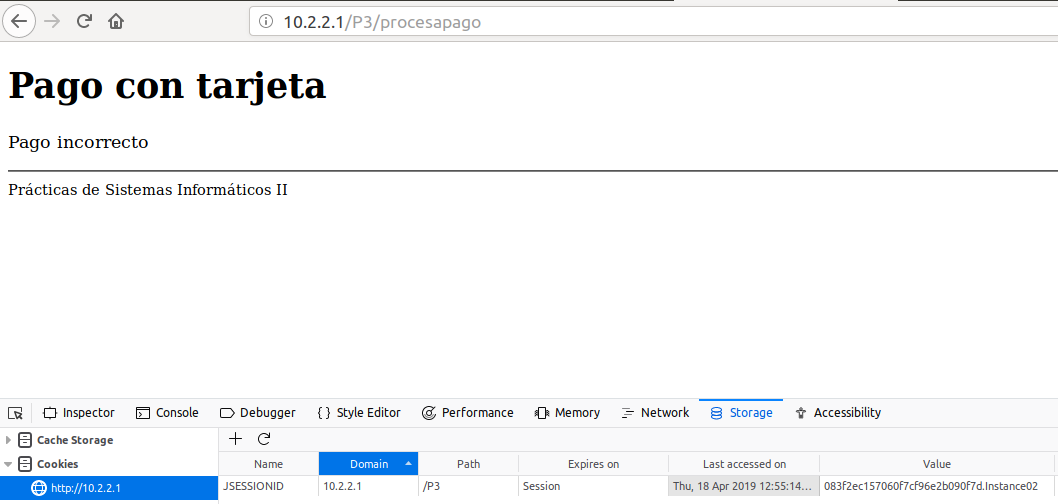 10.2.2.1/P3/procesapago
Pago con tarjeta
Pago incorrecto
Prácticas de Sistemas Informáticos II
Inspector Console Debugger { } Style Editor Performance Memory Network Storage Accessibility
Cache Storage
Cookies
http://10.2.2.1
Name Domain Path Expires on Last accessed on Value
JSESSIONID 10.2.2.1 /P3 Session Thu, 18 Apr 2019 12:55:14... 083f2ec157060f7cf96e2b090f7d.Instance02